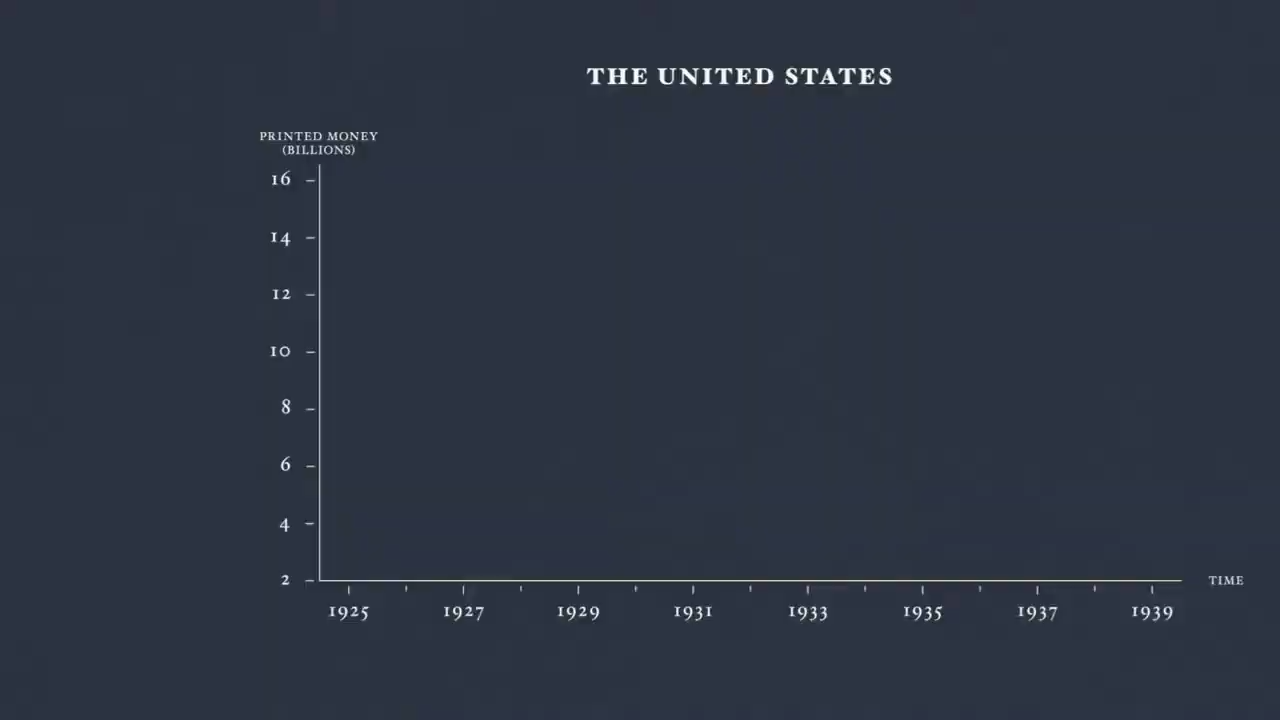 THE UNITED STATES
PRINTED MONEY
(BILLIONS)
16
14
12
10
8
6
4
2
TIME
1925 1927 1929 1931 1933 1935 1937 1939